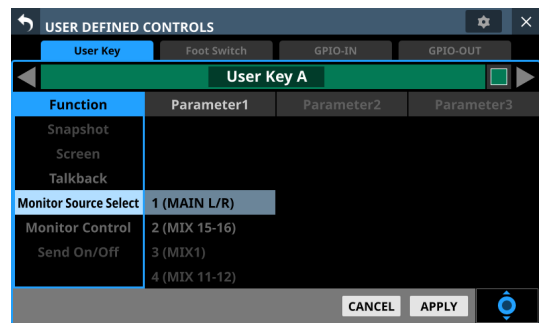 USER DEFINED CONTROLS
User Key Foot Switch GPIO-IN GPIO-OUT
User Key A
Function Parameter1 Parameter2 Parameter3
Snapshot
Screen
Talkback
Monitor Source Select 1 (MAIN L/R)
Monitor Control 2 (MIX 15-16)
Send On/Off 3 (MIX1)
4 (MIX 11-12)
CANCEL APPLY